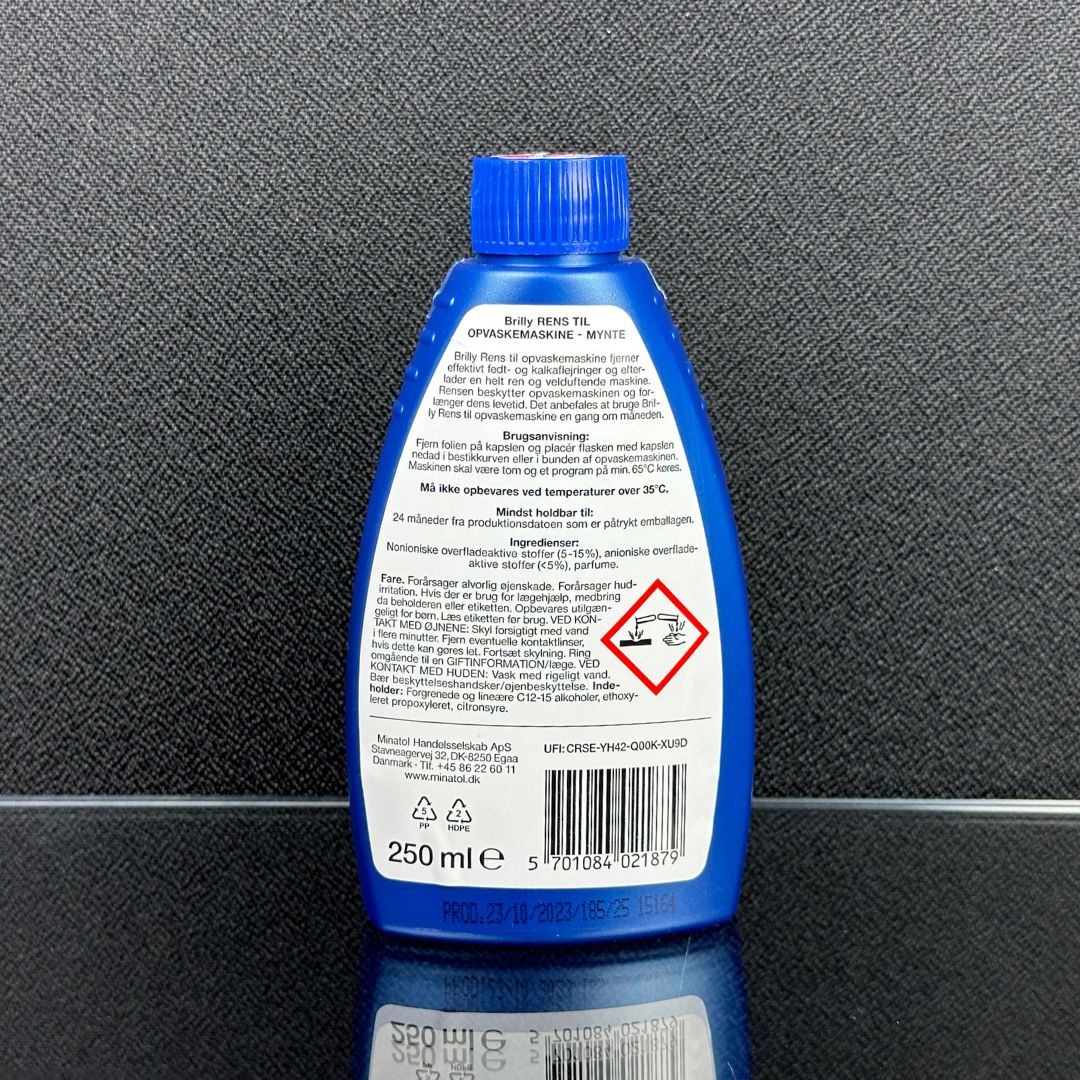 Brilly RENS TIL
OPVASKEMASKINE - MYNTE
Brilly Rens til opvaskemaskine fjerner
effektivt fedt- og kalkaflejringer og efter-
lader en helt ren og velduftende maskine.
Rensen beskytter opvaskemaskinen og for-
længer dens levetid. Det anbefales at bruge Bril-
ly Rens til opvaskemaskine en gang om måneden.
Brugsanvisning:
Fjern folien på kapslen og placér flasken med kapslen
nedad i bestikkurven eller i bunden af opvaskemaskinen.
Maskinen skal være tom og et program på min. 65°C køres.
Må ikke opbevares ved temperaturer over 35°C.
Mindst holdbar til:
24 måneder fra produktionsdatoen som er påtrykt emballagen.
Ingredienser:
Nonioniske overfladeaktive stoffer (5-15%), anioniske overflade-
aktive stoffer (<5%), parfume.
Fare. Forårsager alvorlig øjenskade. Forårsager hud-
irritation. Hvis der er brug for lægehjælp, medbring
da beholderen eller etiketten. Opbevares utilgæn-
geligt for børn. Læs etiketten før brug. VED KON-
TAKT MED ØJNENE: Skyl forsigtigt med vand
i flere minutter. Fjern eventuelle kontaktlinser,
hvis dette kan gøres let. Fortsæt skylning. Ring
omgående til en GIFTINFORMATION/læge. VED
KONTAKT MED HUDEN: Vask med rigeligt vand.
Bær beskyttelseshandsker/øjenbeskyttelse. Inde-
holder: Forgrenede og lineære C12-15 alkoholer, ethoxy-
leret propoxyleret, citronsyre.
Minatol Handelsselskab ApS
Stavneagervej 32, DK-8250 Egaa
Danmark · Tlf. +45 86 22 60 11
www.minatol.dk
UFI: CRSE-YH42-Q00K-XU9D
5
PP
2
HDPE
250 ml e
5 701084 021879
PROD.23/10/2023/185/25 15164